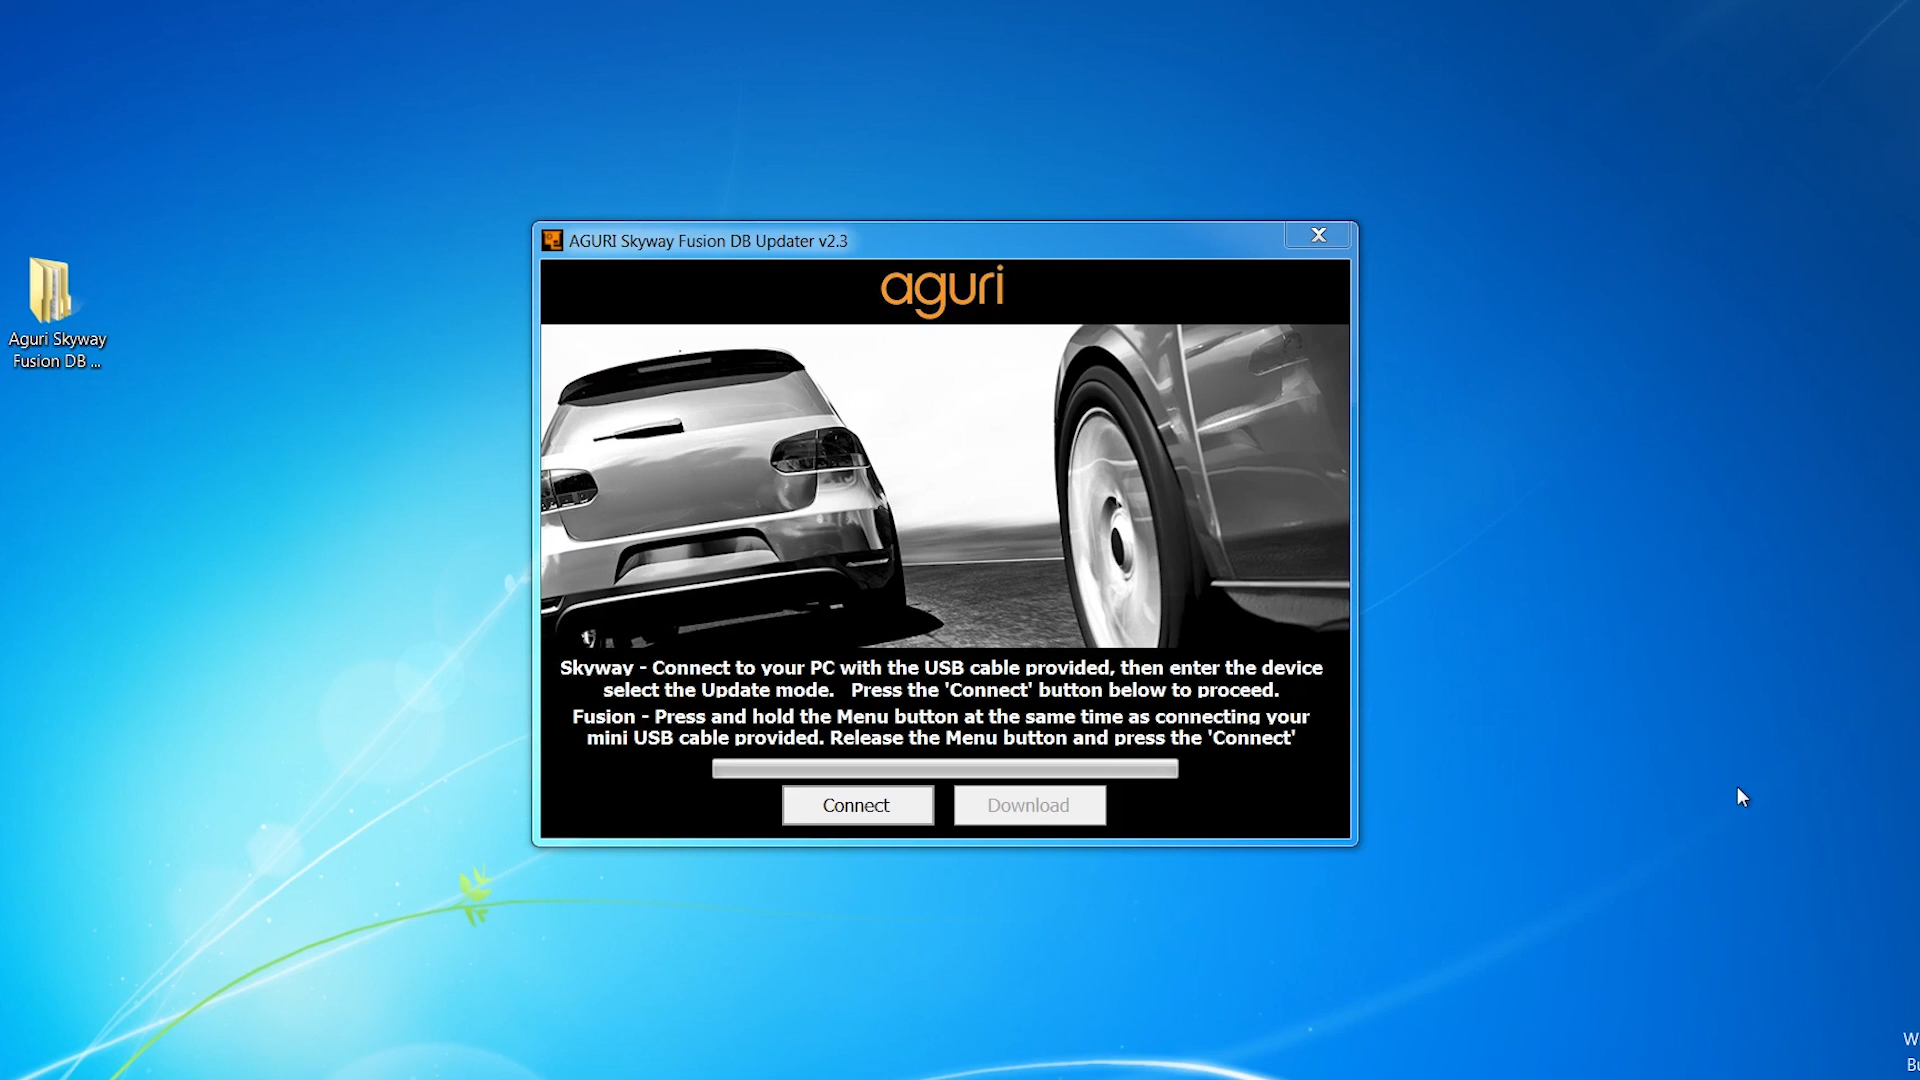 AGURI Skyway Fusion DB Updater v2.3
X
aguri
Aguri Skyway
Fusion DB ...
Skyway - Connect to your PC with the USB cable provided, then enter the device
select the Update mode. Press the 'Connect' button below to proceed.
Fusion - Press and hold the Menu button at the same time as connecting your
mini USB cable provided. Release the Menu button and press the 'Connect'
Connect
Download